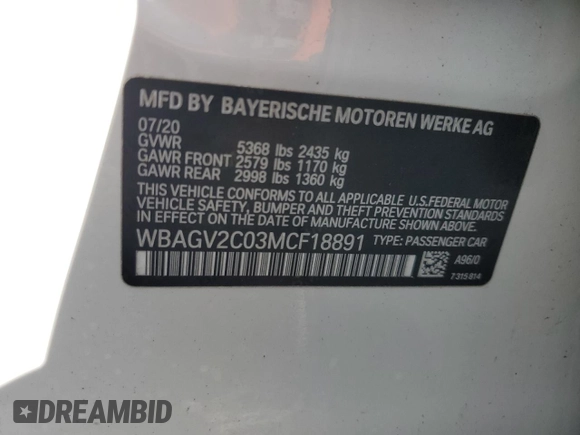 MFD BY BAYERISCHE MOTOREN WERKE AG
07/20
GVWR 5368 lbs 2435 kg
GAWR FRONT 2579 lbs 1170 kg
GAWR REAR 2998 lbs 1360 kg
THIS VEHICLE CONFORMS TO ALL APPLICABLE U.S.FEDERAL MOTOR
VEHICLE SAFETY, BUMPER AND THEFT PREVENTION STANDARDS
IN EFFECT ON THE DATE OF MANUFACTURE SHOWN ABOVE.
WBAGV2C03MCF18891 TYPE: PASSENGER CAR
A96/0
7315814
DREAMBID